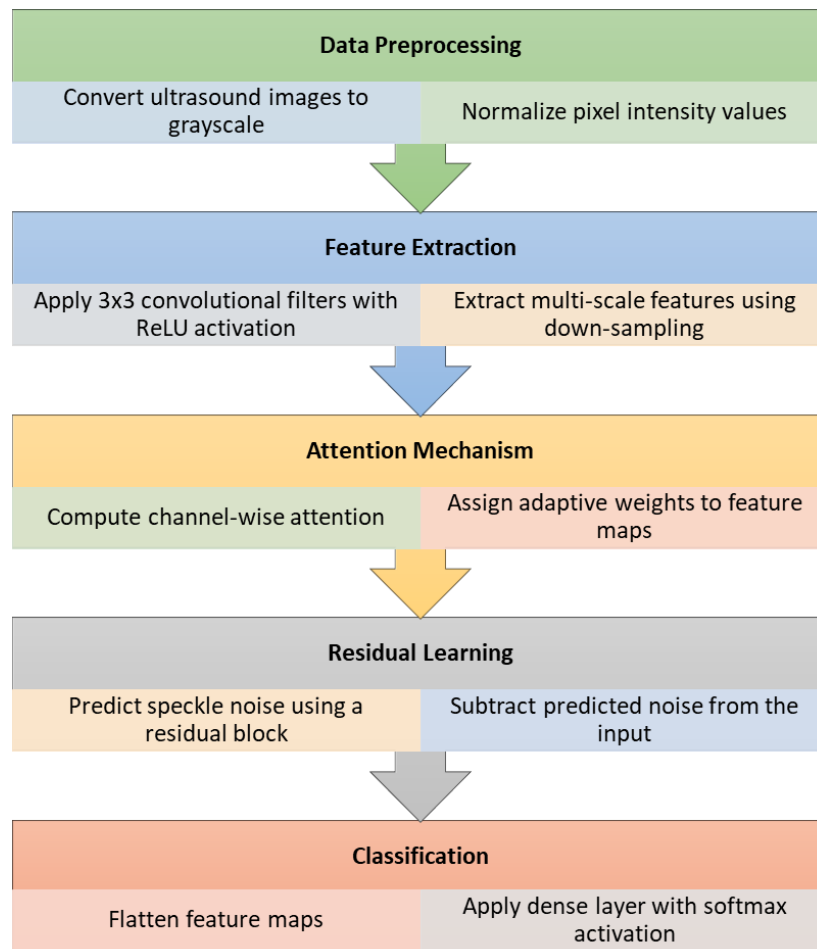 Data Preprocessing
Convert ultrasound images to
grayscale
Normalize pixel intensity values
Feature Extraction
Apply 3x3 convolutional filters with
ReLU activation
Extract multi-scale features using
down-sampling
Attention Mechanism
Compute channel-wise attention
Assign adaptive weights to feature
maps
Residual Learning
Predict speckle noise using a
residual block
Subtract predicted noise from the
input
Classification
Flatten feature maps
Apply dense layer with softmax
activation